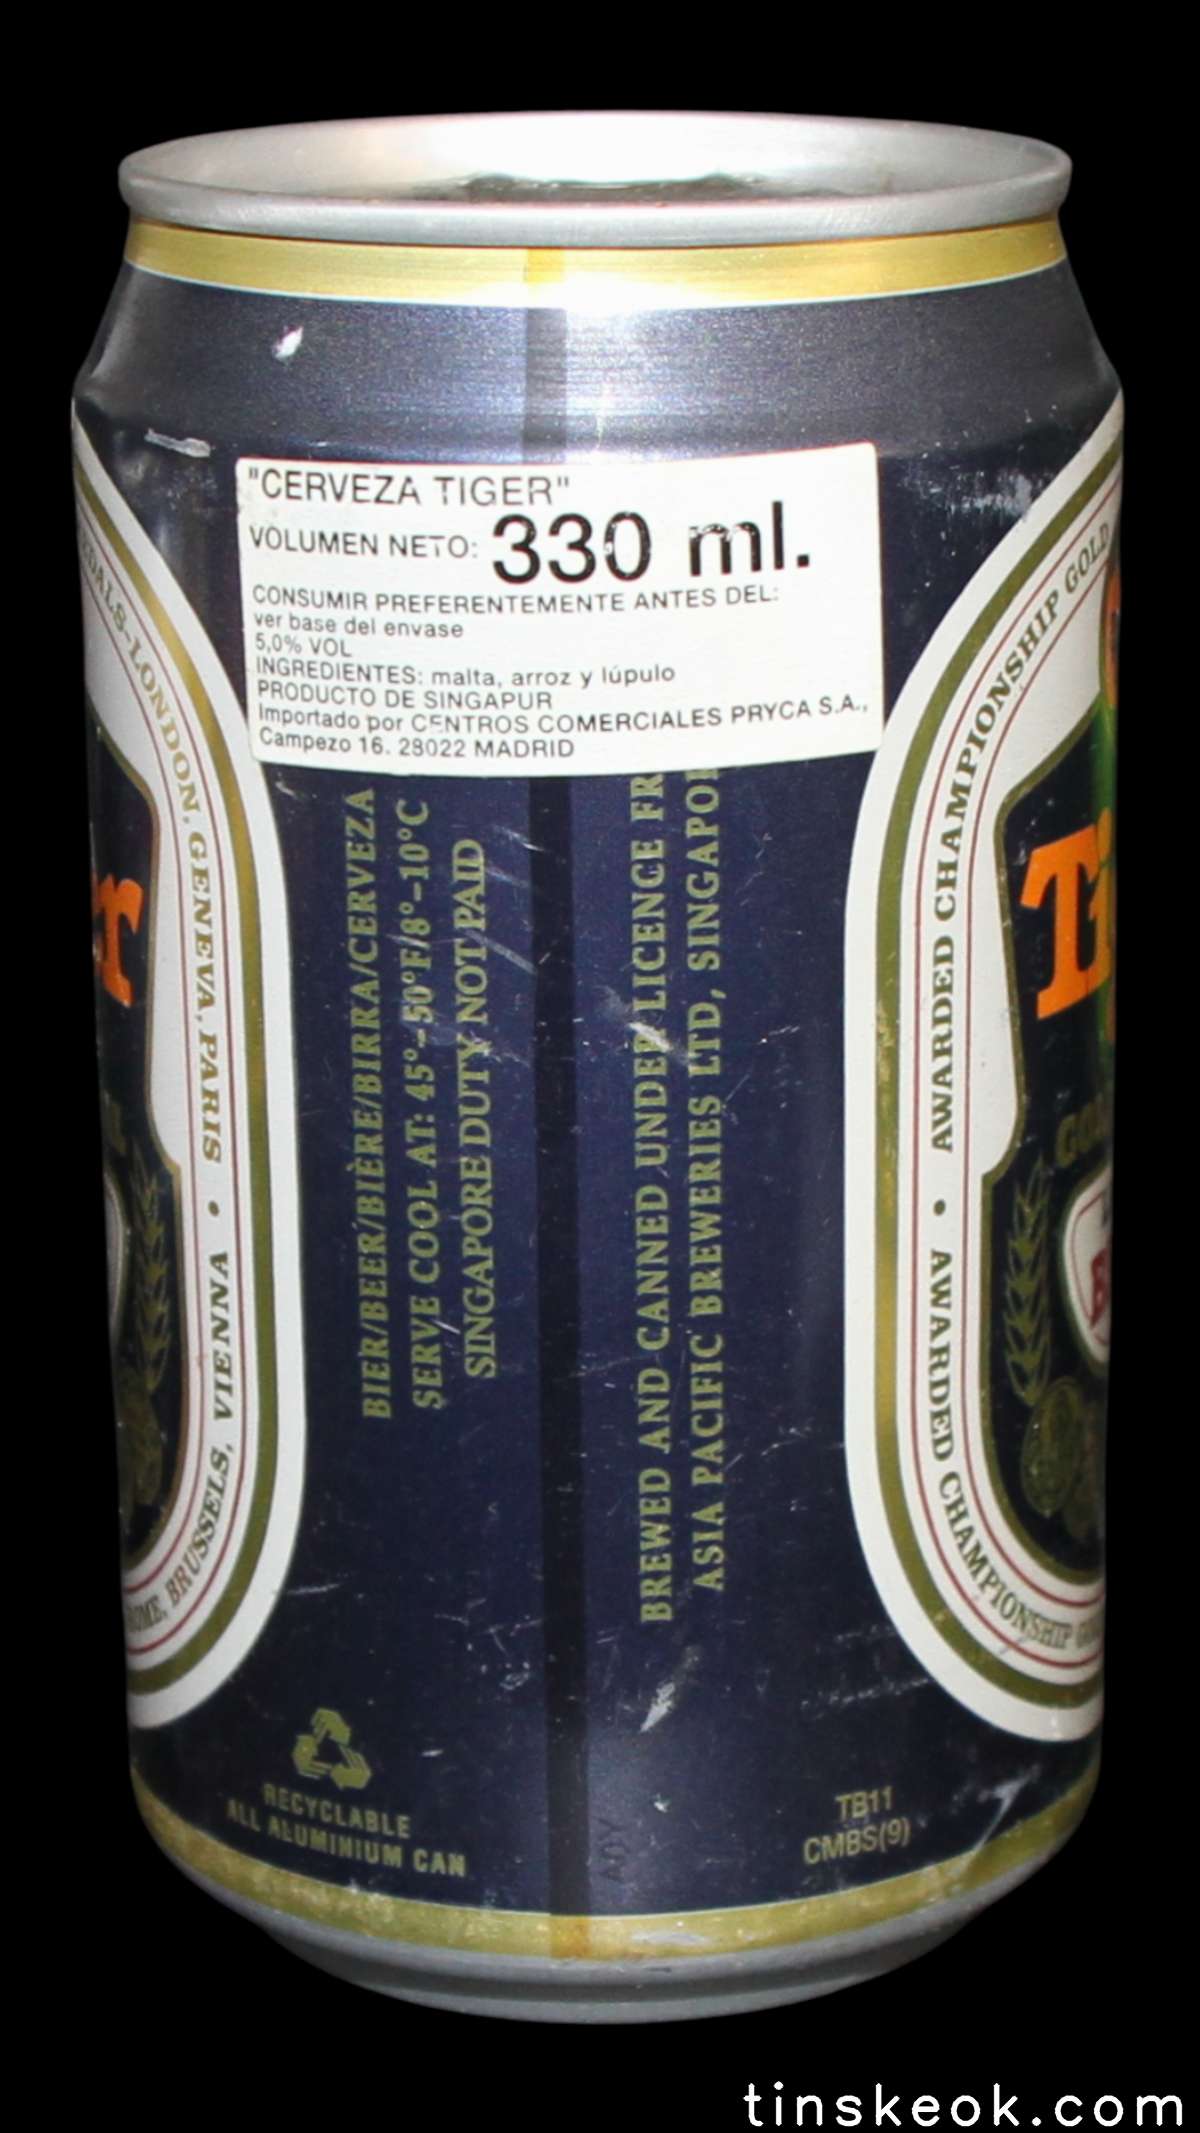 "CERVEZA TIGER"
VOLUMEN NETO: 330 ml.
CONSUMIR PREFERENTEMENTE ANTES DEL:
ver base del envase
5,0% VOL
INGREDIENTES: malta, arroz y lúpulo
PRODUCTO DE SINGAPUR
Importado por CENTROS COMERCIALES PRYCA S.A.,
Campezo 16. 28022 MADRID
BIER/BEER/BIÈRE/BIRRA/CERVEZA
SERVE COOL AT: 45°–50°F/8°–10°C
SINGAPORE DUTY NOT PAID
BREWED AND CANNED UNDER LICENCE FR
ASIA PACIFIC BREWERIES LTD, SINGAPO
LONDON, GENEVA, PARIS • VIENNA, BRUSSELS,
AWARDED CHAMPIONSHIP GOLD
• AWARDED CHAMPIONSHIP
Ti
er
RECYCLABLE
ALL ALUMINIUM CAN
TB11
CMBS(9)
tinskeok.com